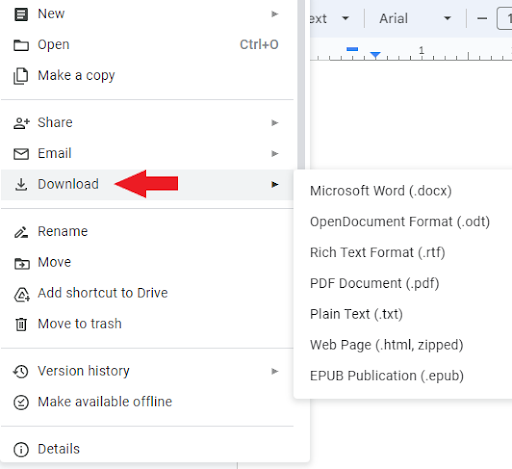 New
Open Ctrl+O
Make a copy
Share
Email
Download
Rename
Move
Add shortcut to Drive
Move to trash
Version history
Make available offline
Details
ext Arial
1 1
Microsoft Word (.docx)
OpenDocument Format (.odt)
Rich Text Format (.rtf)
PDF Document (.pdf)
Plain Text (.txt)
Web Page (.html, zipped)
EPUB Publication (.epub)